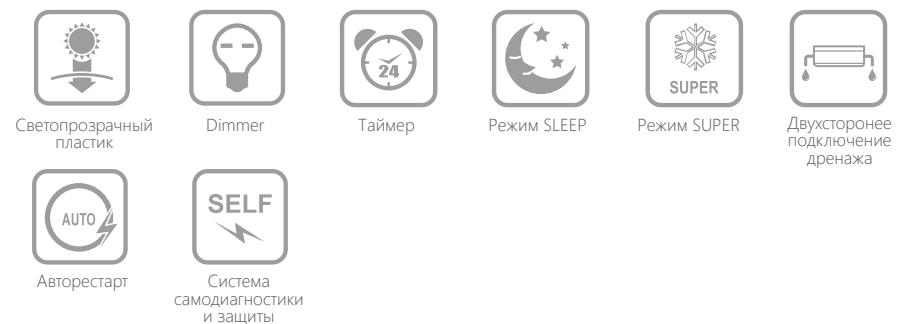 24
SUPER
Светопрозрачный
пластик
Dimmer
Таймер
Режим SLEEP
Режим SUPER
Двухсторонее
подключение
дренажа
AUTO
SELF
Авторестарт
Система
самодиагностики
и защиты